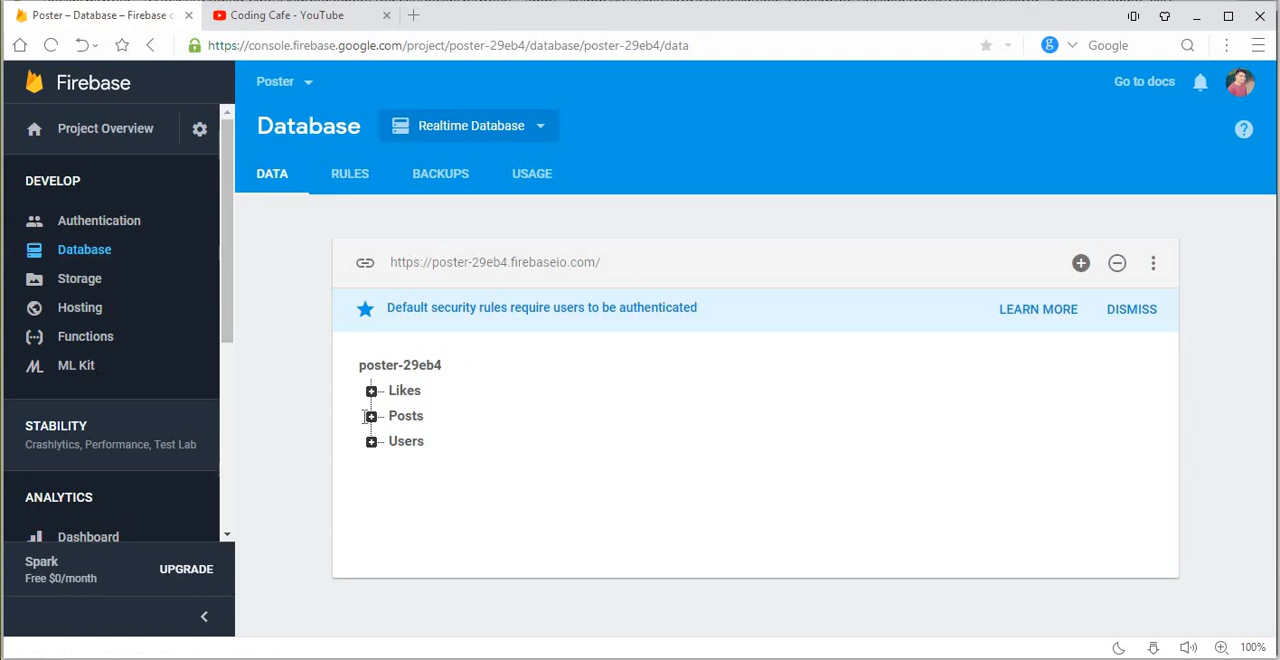 Poster – Database – Firebase c
Coding Cafe - YouTube
https://console.firebase.google.com/project/poster-29eb4/database/poster-29eb4/data
Google
Firebase
Poster
Go to docs
Project Overview
Database
Realtime Database
DATA
RULES
BACKUPS
USAGE
DEVELOP
Authentication
Database
Storage
Hosting
Functions
ML Kit
https://poster-29eb4.firebaseio.com/
Default security rules require users to be authenticated
LEARN MORE
DISMISS
poster-29eb4
Likes
Posts
Users
STABILITY
Crashlytics, Performance, Test Lab
ANALYTICS
Dashboard
Spark
Free $0/month
UPGRADE
100%